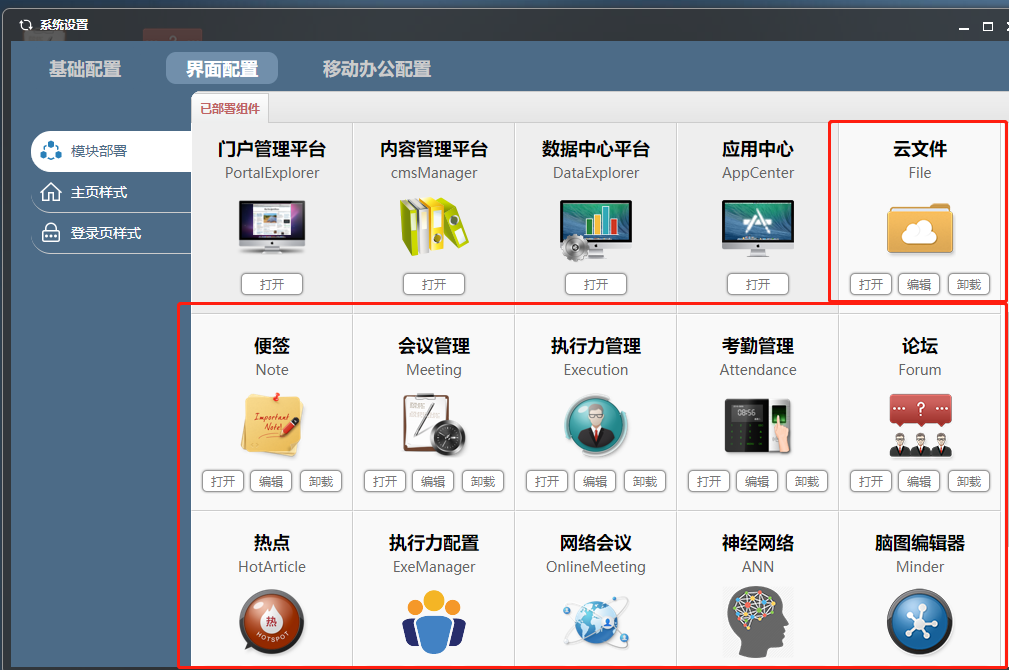 系统设置
基础配置 界面配置 移动办公配置
已部署组件
模块部署
主页样式
登录页样式
门户管理平台 内容管理平台 数据中心平台 应用中心 云文件
PortalExplorer cmsManager DataExplorer AppCenter File
打开 打开 打开 打开 打开 编辑 卸载
便签 会议管理 执行力管理 考勤管理 论坛
Note Meeting Execution Attendance Forum
Important
Note!
08:56
?
打开 编辑 卸载 打开 编辑 卸载 打开 编辑 卸载 打开 编辑 卸载 打开 编辑 卸载
热点 执行力配置 网络会议 神经网络 脑图编辑器
HotArticle ExeManager OnlineMeeting ANN Minder
热
HOTSPOT